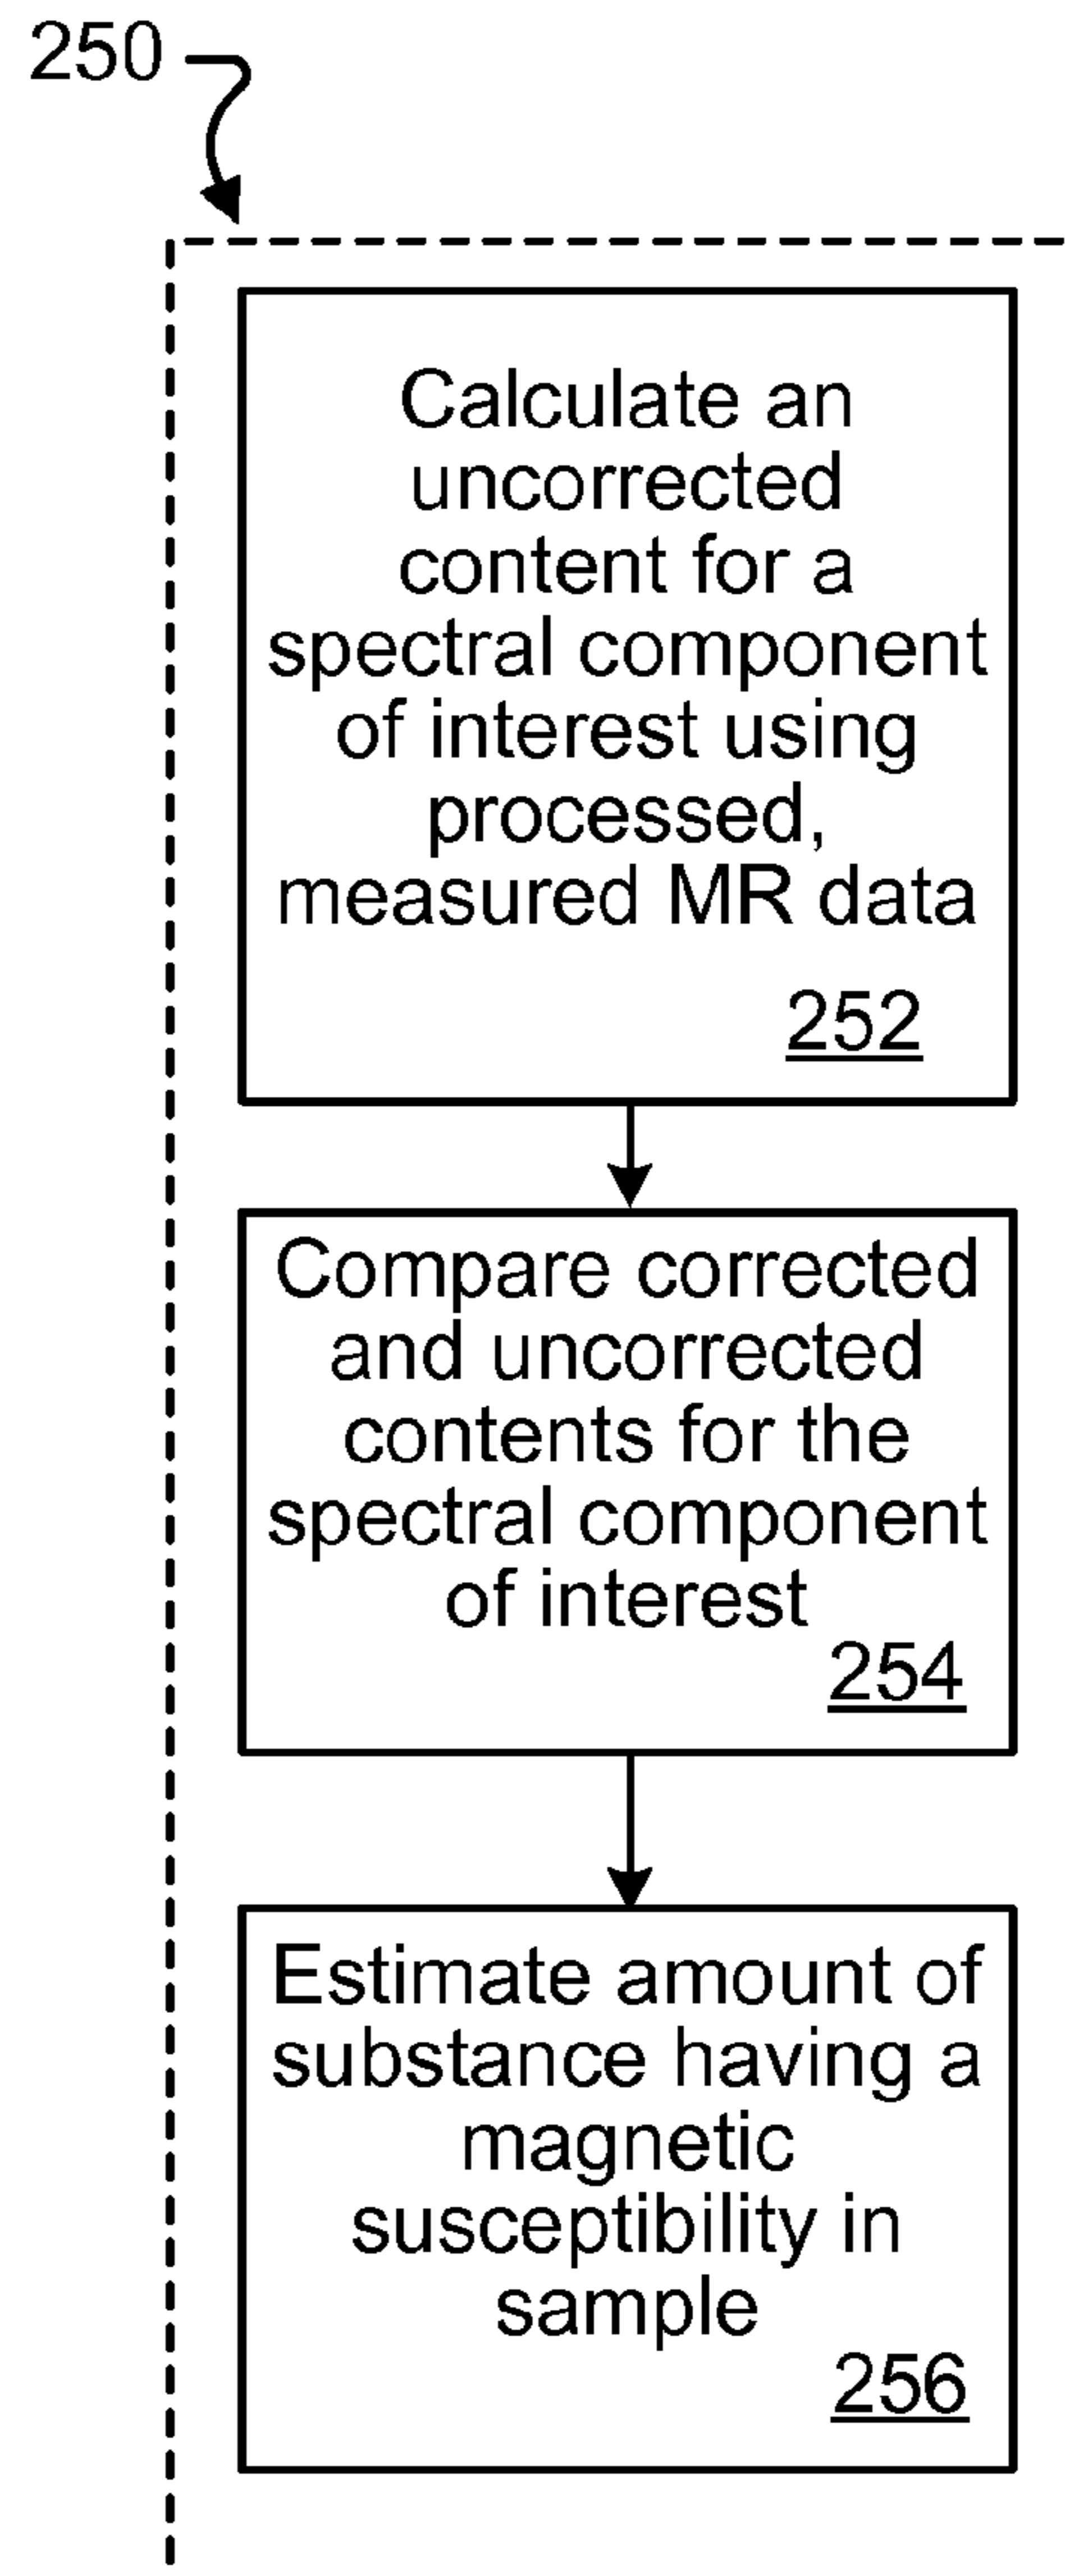 250
Calculate an
uncorrected
content for a
spectral component
of interest using
processed,
measured MR data
252
Compare corrected
and uncorrected
contents for the
spectral component
of interest
254
Estimate amount of
substance having a
magnetic
susceptibility in
sample
256